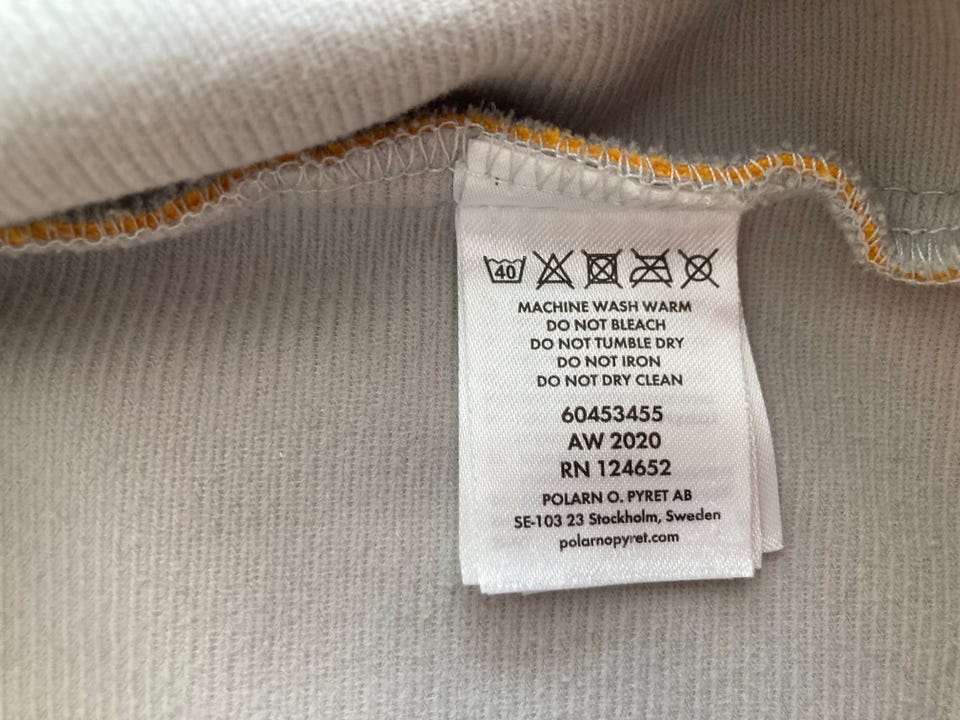 40
MACHINE WASH WARM
DO NOT BLEACH
DO NOT TUMBLE DRY
DO NOT IRON
DO NOT DRY CLEAN
60453455
AW 2020
RN 124652
POLARN O. PYRET AB
SE-103 23 Stockholm, Sweden
polarnopyret.com